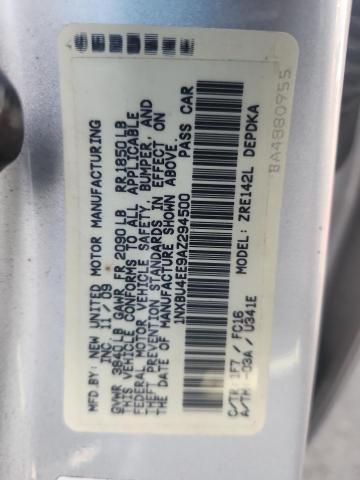 MFD. BY: NEW UNITED MOTOR MANUFACTURING
INC. 11/09
GVWR 3840LB GAWR FR 2090LB RR 1850LB
THIS VEHICLE CONFORMS TO ALL APPLICABLE
FEDERAL MOTOR VEHICLE SAFETY, BUMPER, AND
THEFT PREVENTION STANDARDS IN EFFECT ON
THE DATE OF MANUFACTURE SHOWN ABOVE.
1NXBU4EE9AZ294500 PASS CAR
BA4880955
C/TR 1F7 / FC16 MODEL: ZRE142L DEPDKA
A/TM -03A / U341E